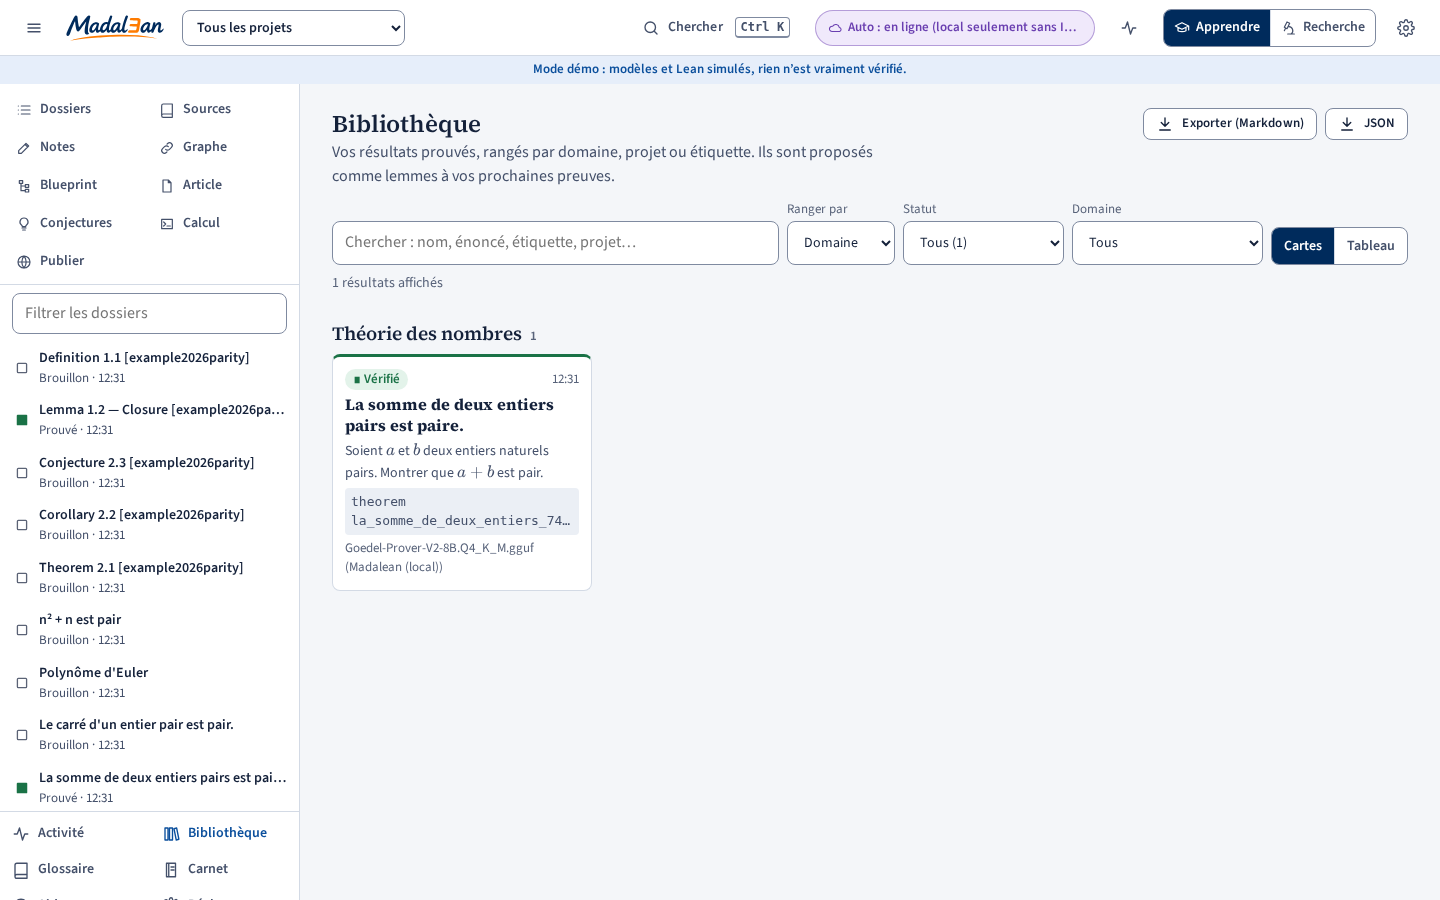 MadalƎan
Tous les projets
Chercher
Ctrl K
Auto : en ligne (local seulement sans I…
Apprendre
Recherche
Mode démo : modèles et Lean simulés, rien n’est vraiment vérifié.
Dossiers
Sources
Notes
Graphe
Blueprint
Article
Conjectures
Calcul
Publier
Filtrer les dossiers
Definition 1.1 [example2026parity]
Brouillon · 12:31
Lemma 1.2 — Closure [example2026pa…
Prouvé · 12:31
Conjecture 2.3 [example2026parity]
Brouillon · 12:31
Corollary 2.2 [example2026parity]
Brouillon · 12:31
Theorem 2.1 [example2026parity]
Brouillon · 12:31
n² + n est pair
Brouillon · 12:31
Polynôme d'Euler
Brouillon · 12:31
Le carré d'un entier pair est pair.
Brouillon · 12:31
La somme de deux entiers pairs est pai…
Prouvé · 12:31
Activité
Bibliothèque
Glossaire
Carnet
Bibliothèque
Exporter (Markdown)
JSON
Vos résultats prouvés, rangés par domaine, projet ou étiquette. Ils sont proposés
comme lemmes à vos prochaines preuves.
Ranger par
Statut
Domaine
Chercher : nom, énoncé, étiquette, projet…
Domaine
Tous (1)
Tous
Cartes
Tableau
1 résultats affichés
Théorie des nombres 1
Vérifié
12:31
La somme de deux entiers
pairs est paire.
Soient a et b deux entiers naturels
pairs. Montrer que a + b est pair.
theorem
la_somme_de_deux_entiers_74…
Goedel-Prover-V2-8B.Q4_K_M.gguf
(Madalean (local))